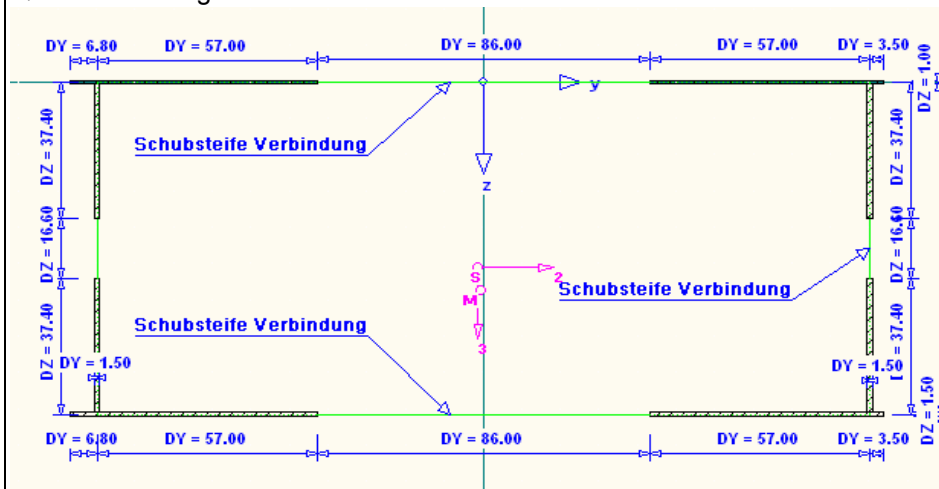 DY = 6.80 DY = 57.00 DY = 86.00 DY = 57.00 DY = 3.50
DZ = 1.00
y
DZ = 37.40
Schubsteife Verbindung
DZ = 37.40
z
DZ = 16.60
DZ = 16.60
S 2
Schubsteife Verbindung
M
Schubsteife Verbindung
3
DZ = 37.40
= 37.40
DY = 1.50
DY = 1.50
DZ = 1.50
DY = 6.80 DY = 57.00 DY = 86.00 DY = 57.00 DY = 3.50